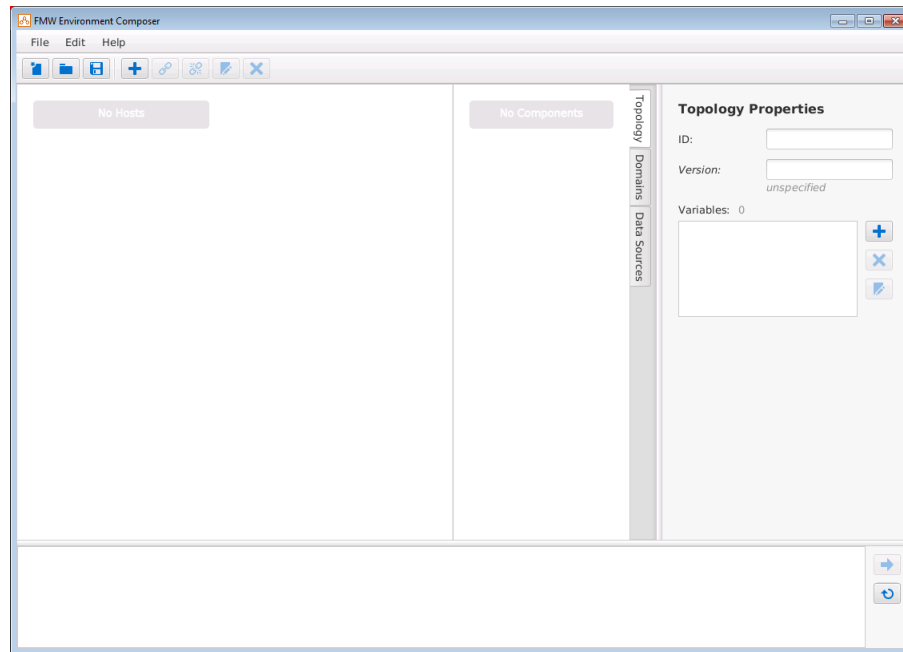 FMW Environment Composer
File Edit Help
No Hosts
No Components
Topology
Domains
Data Sources
Topology Properties
ID:
Version:
unspecified
Variables: 0